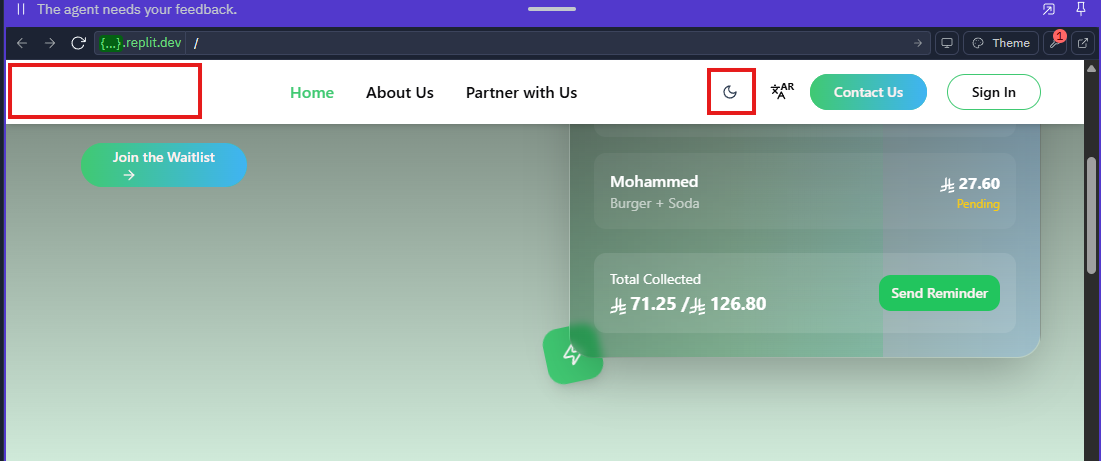 The agent needs your feedback.
{...}.replit.dev /
Theme
1
Home
About Us
Partner with Us
AR
Contact Us
Sign In
Join the Waitlist
Mohammed
27.60
Burger + Soda
Pending
Total Collected
71.25 / 126.80
Send Reminder